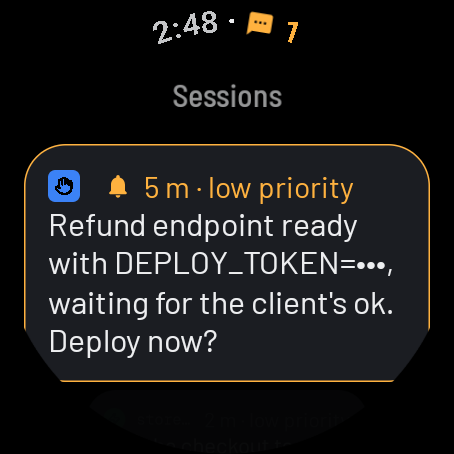 2:48 · 7
Sessions
5 m · low priority
Refund endpoint ready
with DEPLOY_TOKEN=•••,
waiting for the client's ok.
Deploy now?